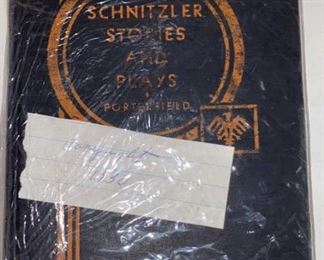 SCHNITZLER
STORIES
AND
PLAYS
PORTERFIELD